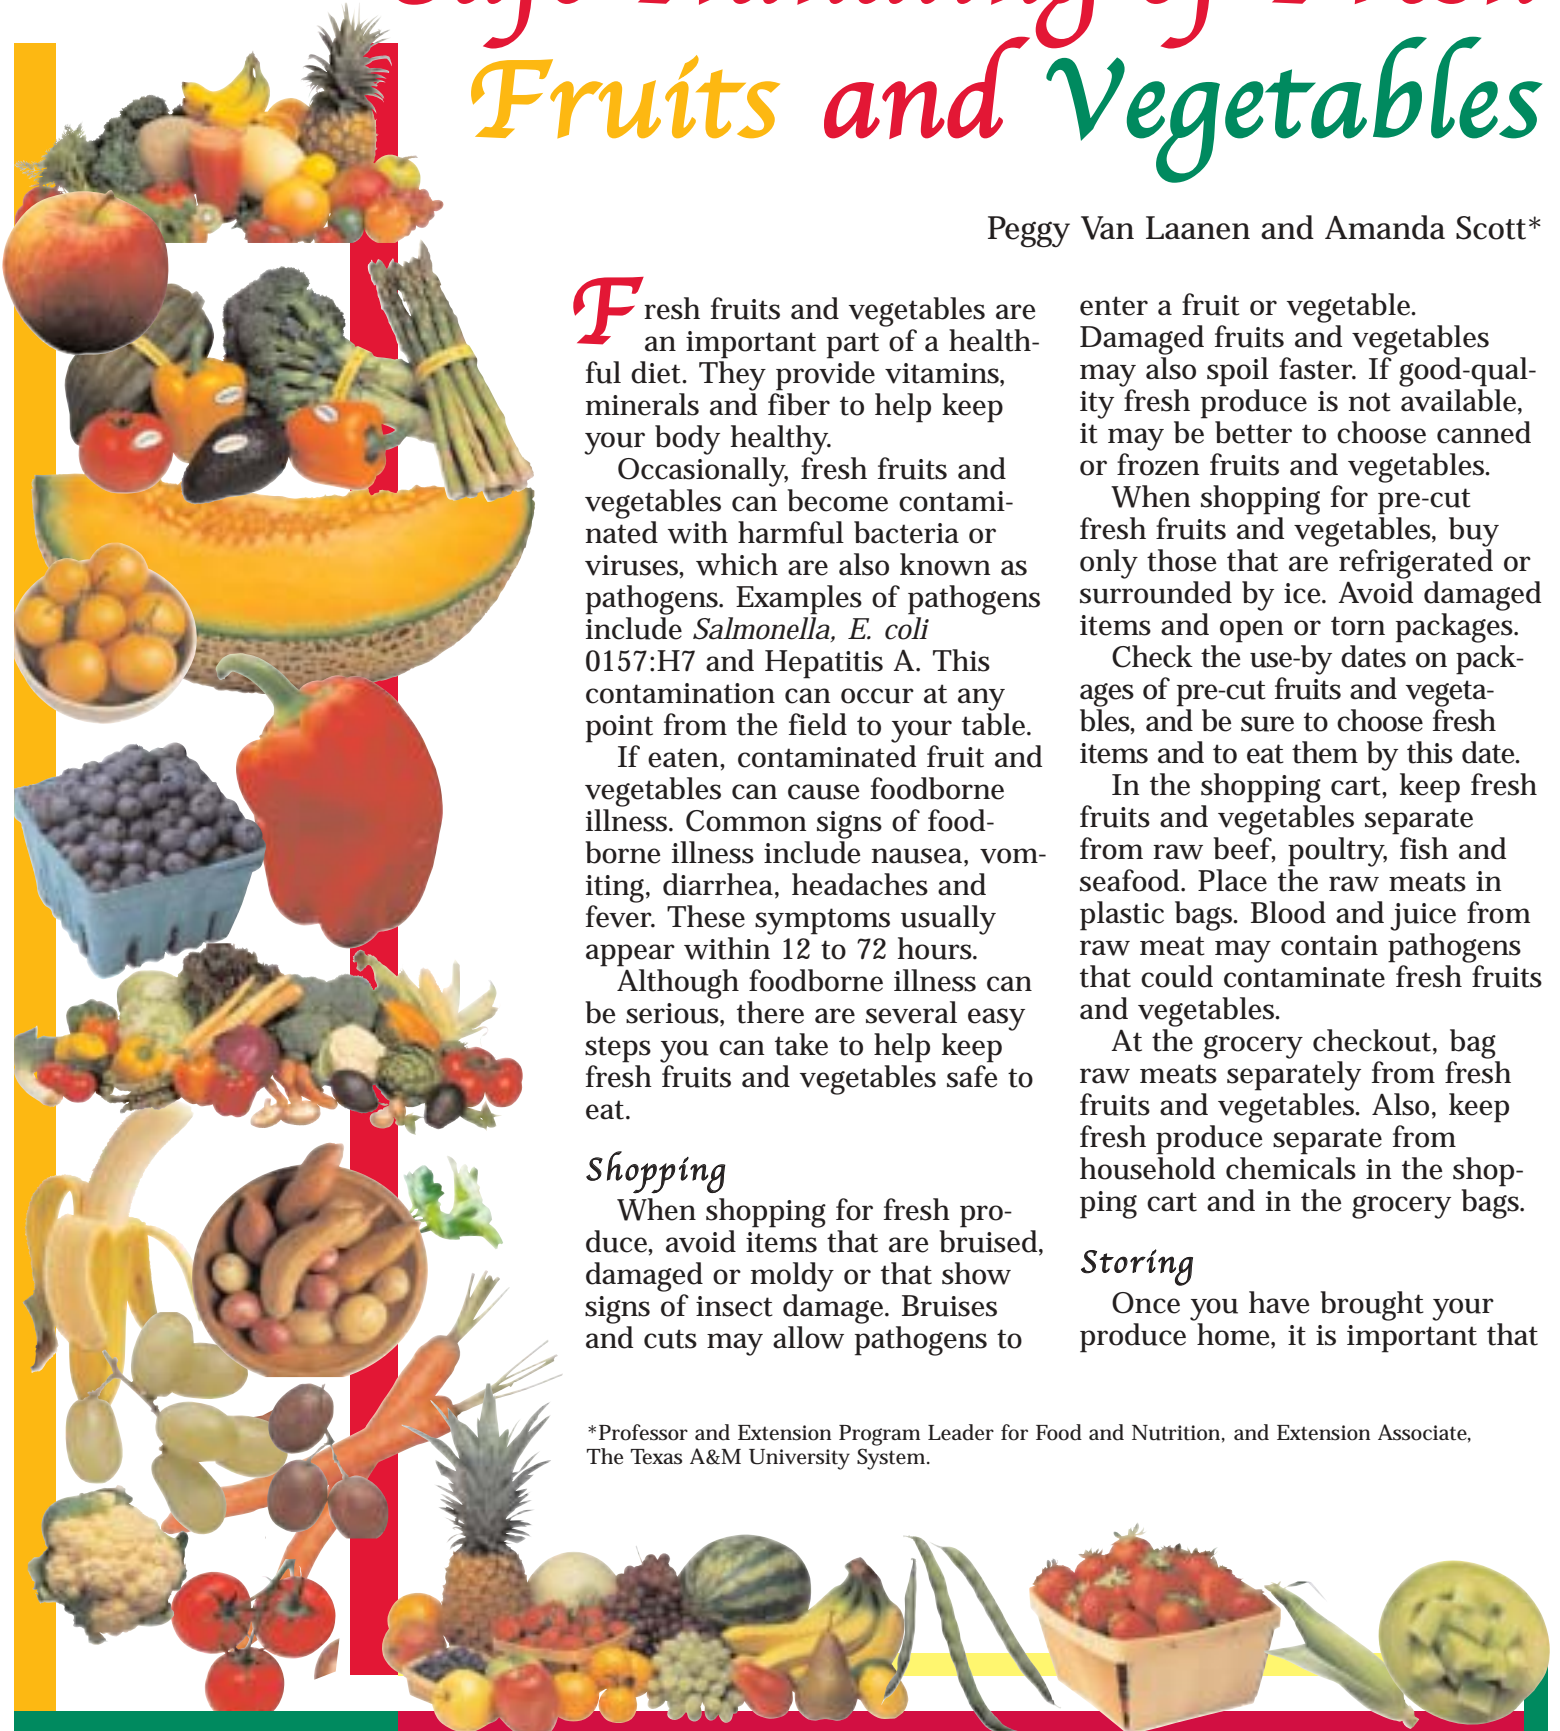 Safe Handling of Fresh
Fruits and Vegetables
Peggy Van Laanen and Amanda Scott*
Fresh fruits and vegetables are
an important part of a health-
ful diet. They provide vitamins,
minerals and fiber to help keep
your body healthy.
Occasionally, fresh fruits and
vegetables can become contami-
nated with harmful bacteria or
viruses, which are also known as
pathogens. Examples of pathogens
include Salmonella, E. coli
0157:H7 and Hepatitis A. This
contamination can occur at any
point from the field to your table.
If eaten, contaminated fruit and
vegetables can cause foodborne
illness. Common signs of food-
borne illness include nausea, vom-
iting, diarrhea, headaches and
fever. These symptoms usually
appear within 12 to 72 hours.
Although foodborne illness can
be serious, there are several easy
steps you can take to help keep
fresh fruits and vegetables safe to
eat.
Shopping
When shopping for fresh pro-
duce, avoid items that are bruised,
damaged or moldy or that show
signs of insect damage. Bruises
and cuts may allow pathogens to
enter a fruit or vegetable.
Damaged fruits and vegetables
may also spoil faster. If good-qual-
ity fresh produce is not available,
it may be better to choose canned
or frozen fruits and vegetables.
When shopping for pre-cut
fresh fruits and vegetables, buy
only those that are refrigerated or
surrounded by ice. Avoid damaged
items and open or torn packages.
Check the use-by dates on pack-
ages of pre-cut fruits and vegeta-
bles, and be sure to choose fresh
items and to eat them by this date.
In the shopping cart, keep fresh
fruits and vegetables separate
from raw beef, poultry, fish and
seafood. Place the raw meats in
plastic bags. Blood and juice from
raw meat may contain pathogens
that could contaminate fresh fruits
and vegetables.
At the grocery checkout, bag
raw meats separately from fresh
fruits and vegetables. Also, keep
fresh produce separate from
household chemicals in the shop-
ping cart and in the grocery bags.
Storing
Once you have brought your
produce home, it is important that
*Professor and Extension Program Leader for Food and Nutrition, and Extension Associate,
The Texas A&M University System.